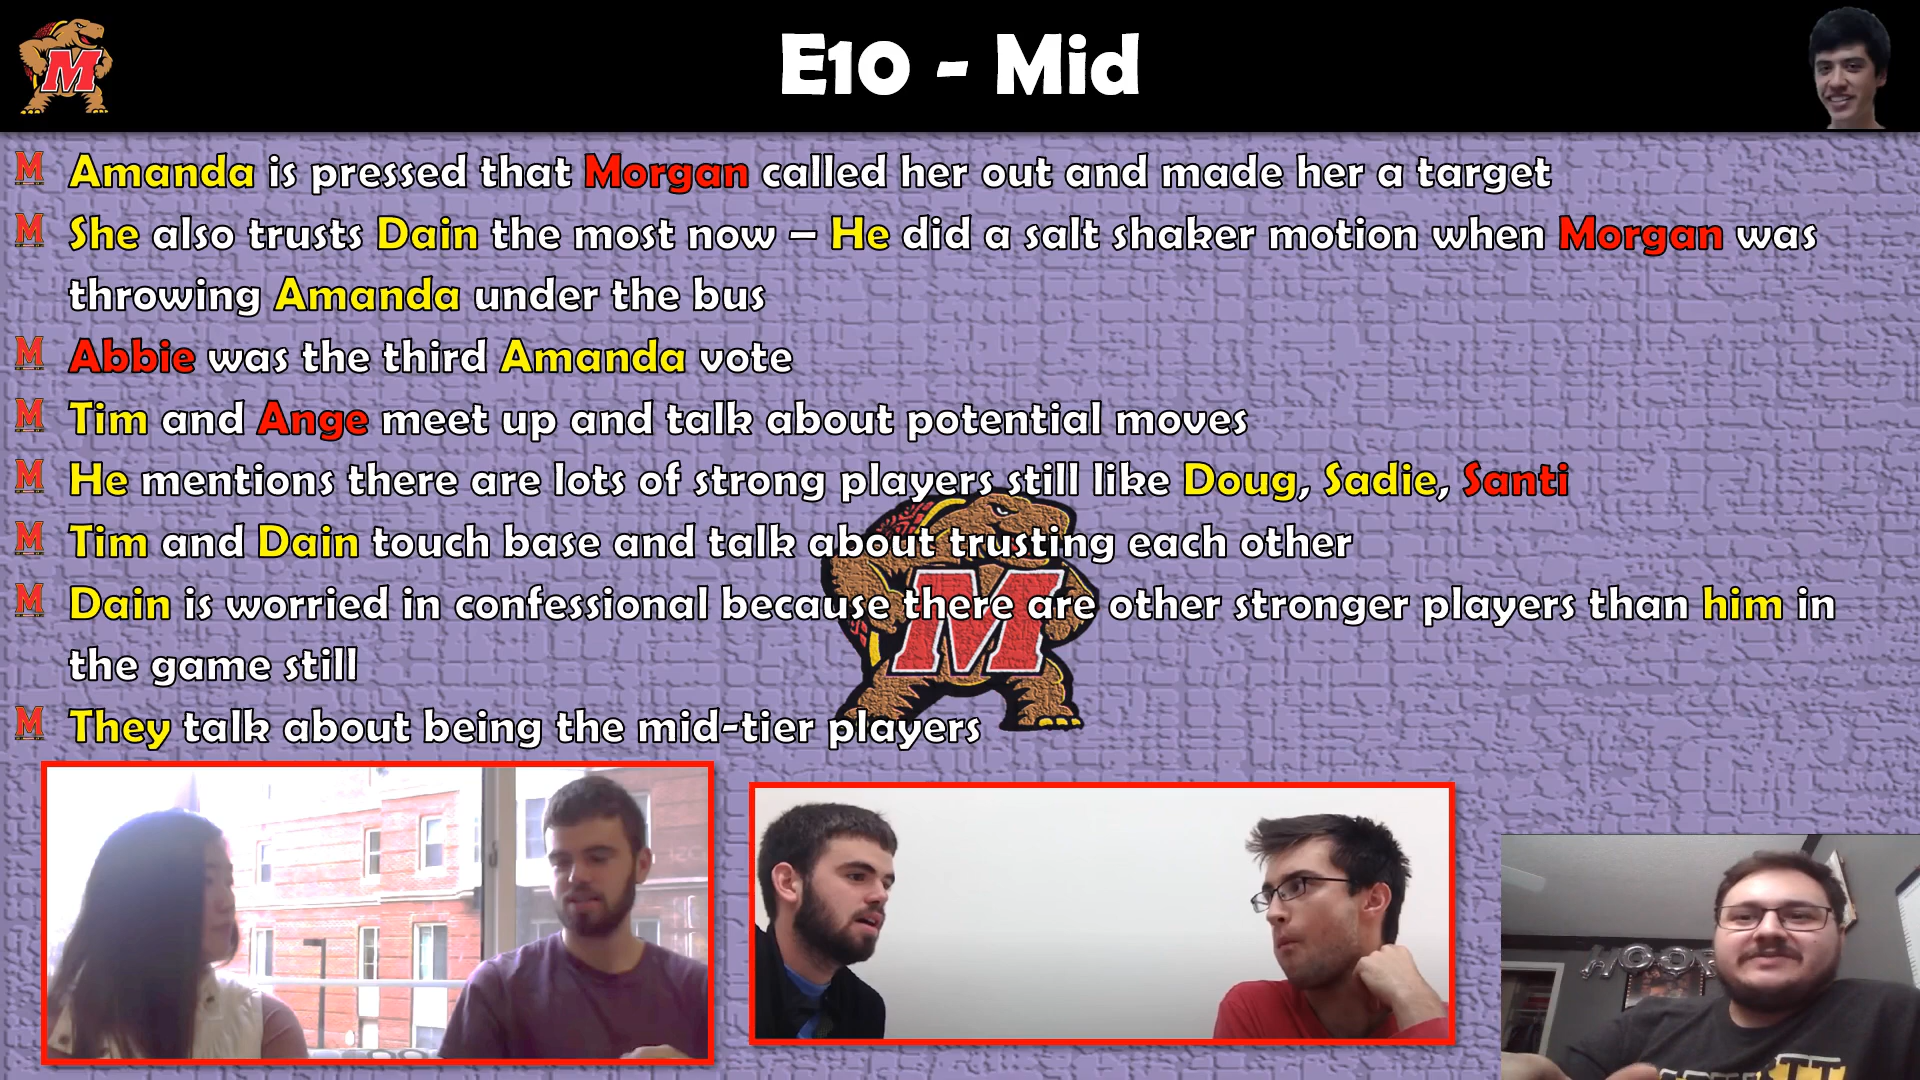 E10 - Mid
Amanda is pressed that Morgan called her out and made her a target
She also trusts Dain the most now – He did a salt shaker motion when Morgan was
throwing Amanda under the bus
Abbie was the third Amanda vote
Tim and Ange meet up and talk about potential moves
He mentions there are lots of strong players still like Doug, Sadie, Santi
Tim and Dain touch base and talk about trusting each other
Dain is worried in confessional because there are other stronger players than him in
the game still
They talk about being the mid-tier players
M